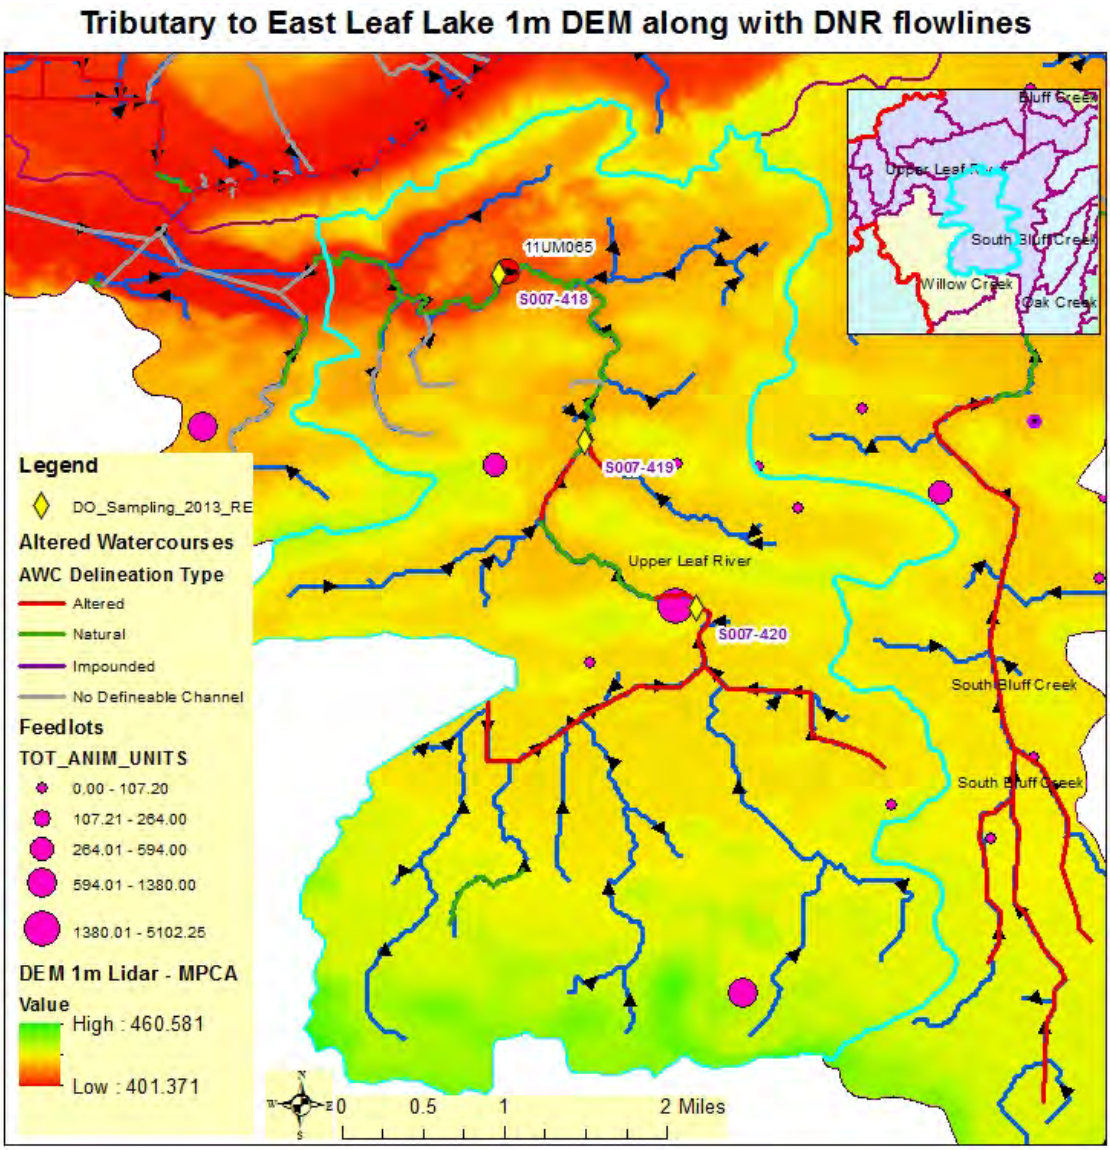 Tributary to East Leaf Lake 1m DEM along with DNR flowlines
Bluff Creek
Upper Leaf River
South Bluff Creek
Willow Creek
Oak Creek
11UM065
S007-418
S007-419
Upper Leaf River
S007-420
South Bluff Creek
South Bluff Creek
Legend
DO_Sampling_2013_RE
Altered Watercourses
AWC Delineation Type
Altered
Natural
Impounded
No Defineable Channel
Feedlots
TOT_ANIM_UNITS
0.00 - 107.20
107.21 - 264.00
264.01 - 594.00
594.01 - 1380.00
1380.01 - 5102.25
DEM 1m Lidar - MPCA
Value
High : 460.581
Low : 401.371
N
W E
S
0 0.5 1 2 Miles